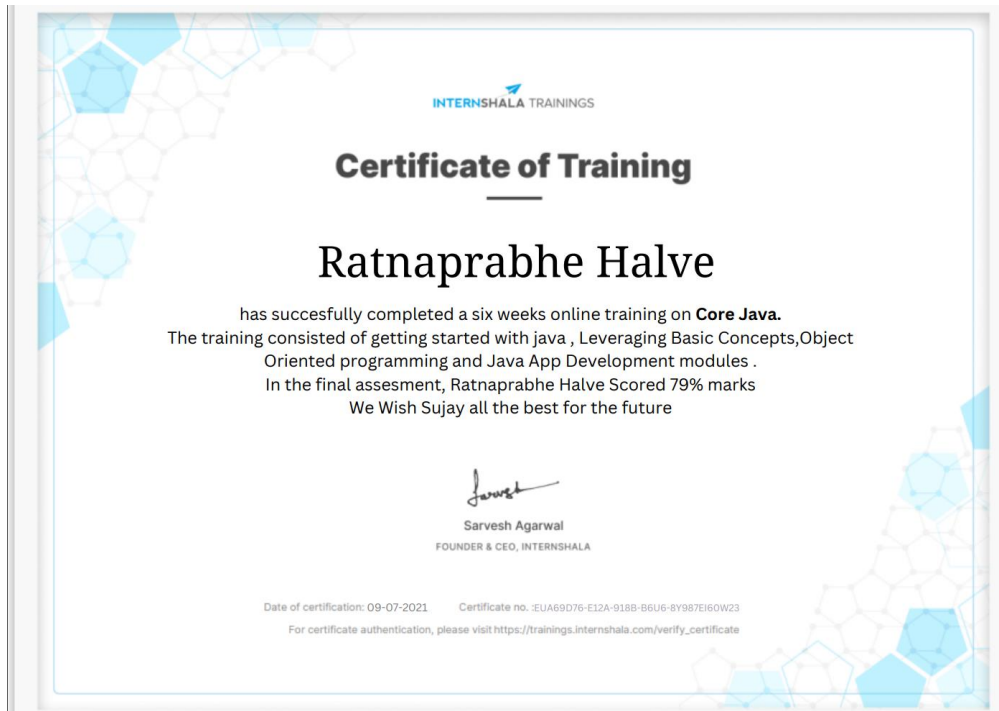 INTERNSHALA TRAININGS
Certificate of Training
Ratnaprabhe Halve
has succesfully completed a six weeks online training on Core Java.
The training consisted of getting started with java , Leveraging Basic Concepts,Object
Oriented programming and Java App Development modules .
In the final assesment, Ratnaprabhe Halve Scored 79% marks
We Wish Sujay all the best for the future
Sarvesh
Sarvesh Agarwal
FOUNDER & CEO, INTERNSHALA
Date of certification: 09-07-2021 Certificate no. :EUA69D76-E12A-918B-B6U6-8Y987EI60W23
For certificate authentication, please visit https://trainings.internshala.com/verify_certificate